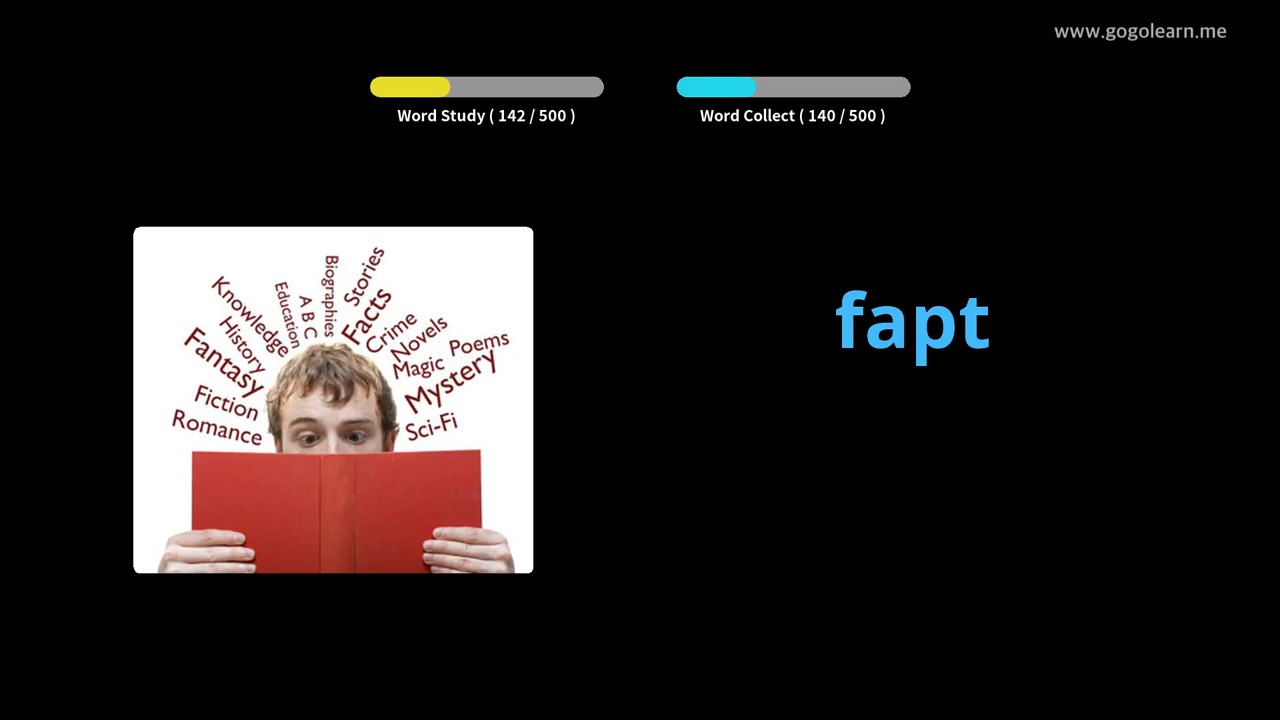 www.gogolearn.me
Word Study ( 142 / 500 )
Word Collect ( 140 / 500 )
Romance
Fiction
Fantasy
History
Knowledge
Education
A B C
Biographies
Stories
Facts
Crime
Novels
Magic
Poems
Mystery
Sci-Fi
fapt